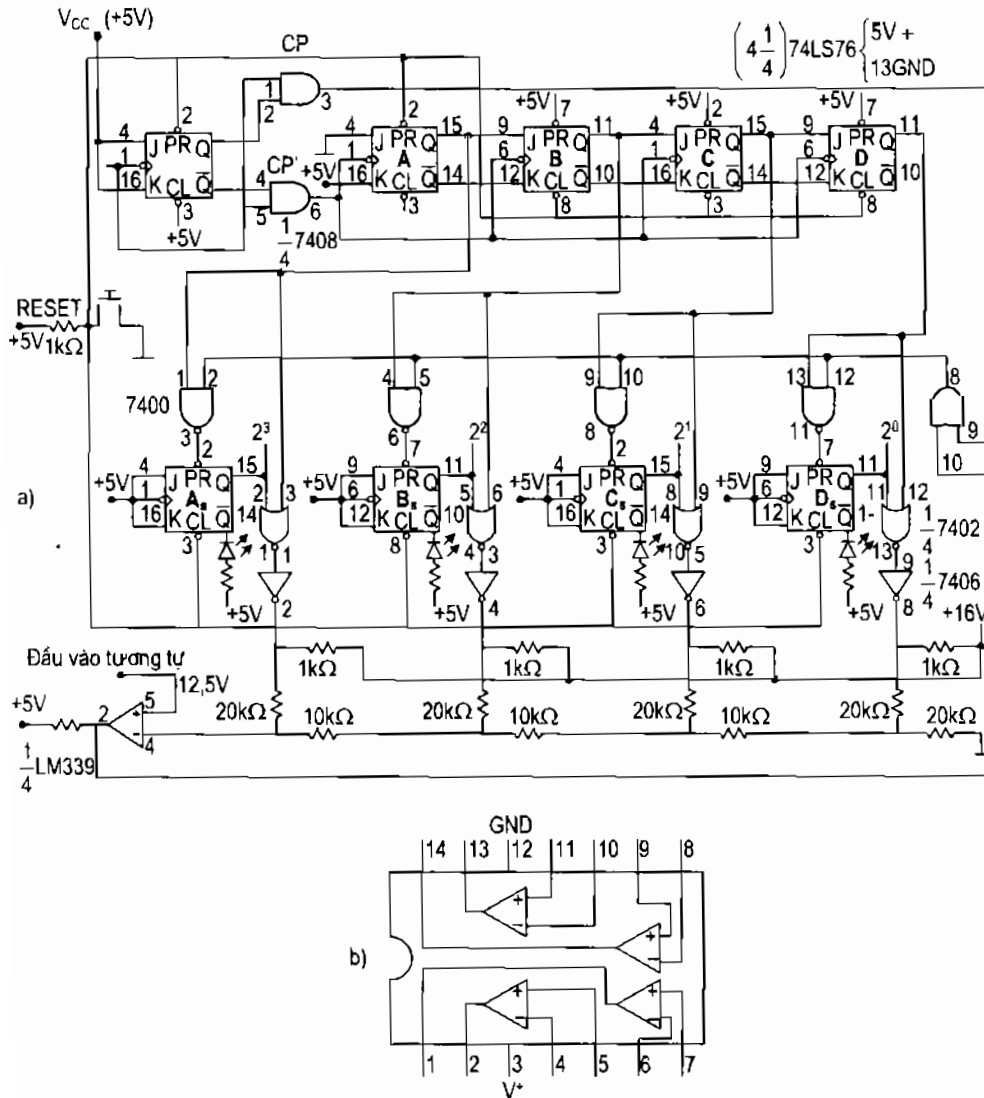 V_CC (+5V)
CP
(4 1/4) 74LS76 { 5V + 13GND
+5V
+5V
+5V
1
2
3
2
2
7
2
7
4 J PR Q
1
16 K CL Q̄
3
+5V
CP'
4
5
6
1/4 7408
4 J PR Q 15
1 A
16 K CL Q̄ 14
+5V
3
9 J PR Q 11
6 B
12 K CL Q̄ 10
8
4 J PR Q 15
1 C
16 K CL Q̄ 14
3
9 J PR Q 11
6 D
12 K CL Q̄ 10
8
RESET
+5V 1kΩ
1 2
4 5
9 10
13 12
8
9
10
7400
3
6
8
11
2
7
2
7
2³
2²
2¹
2⁰
a)
+5V
4 J PR Q 15
1 Aₛ
16 K CL Q̄ 14
3
2 3
1 1
2
+5V
+5V
9 J PR Q 11
6 Bₛ
12 K CL Q̄ 10
8
5 6
4 3
4
+5V
+5V
4 J PR Q 15
1 Cₛ
16 K CL Q̄ 14
3
8 9
10 5
6
+5V
+5V
9 J PR Q 11
6 Dₛ
12 K CL Q̄ 1-
3
11 12
13 9
8
+5V
1/4 7402
1/4 7406
+16V
1kΩ
1kΩ
1kΩ
1kΩ
Đầu vào tương tự
12,5V
+5V
2
5
+
-
4
1/4 LM339
20kΩ
10kΩ
20kΩ
10kΩ
20kΩ
10kΩ
20kΩ
20kΩ
GND
14 13 12 11 10 9 8
+
-
+
-
b)
+
-
+
-
1 2 3 4 5 6 7
V⁺